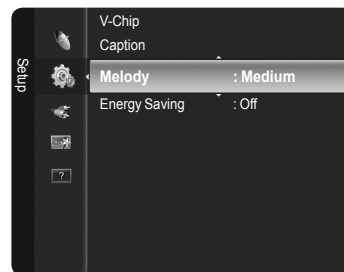 Setup
V-Chip
Caption
Melody : Medium
Energy Saving : Off
?